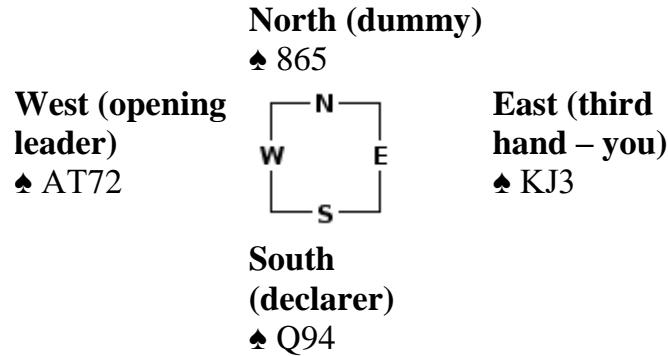 North (dummy)
♠ 865
West (opening
leader)
♠ AT72
N
W E
S
East (third
hand – you)
♠ KJ3
South
(declarer)
♠ Q94